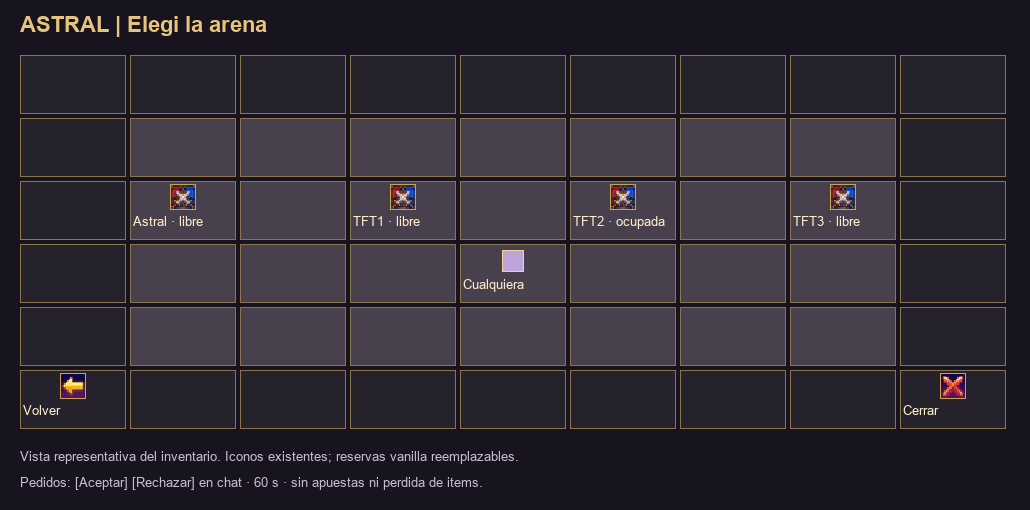 ASTRAL | Elegi la arena
Astral · libre
TFT1 · libre
TFT2 · ocupada
TFT3 · libre
Cualquiera
Volver
Cerrar
Vista representativa del inventario. Iconos existentes; reservas vanilla reemplazables.
Pedidos: [Aceptar] [Rechazar] en chat · 60 s · sin apuestas ni perdida de items.